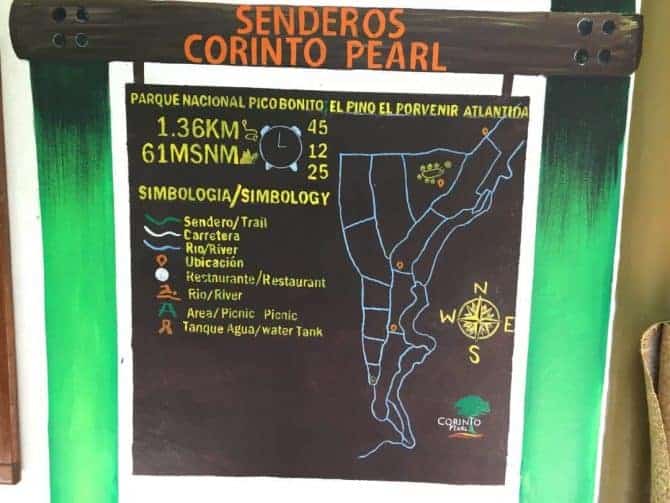 SENDEROS
CORINTO PEARL
PARQUE NACIONAL PICO BONITO EL PINO EL PORVENIR ATLANTIDA
1.36KM
61MSNM
45
12
25
SIMBOLOGIA/SIMBOLOGY
Sendero/Trail
Carretera
Rio/River
Ubicación
Restaurante/Restaurant
Rio/River
Area/Picnic Picnic
Tanque Agua/water Tank
N
W E
S
CORINTO
PEARL